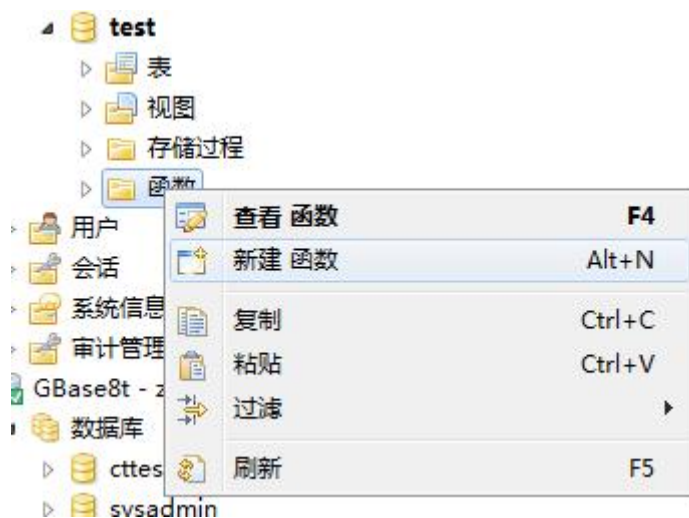 test
表
视图
存储过程
函数
查看 函数 F4
用户
新建 函数 Alt+N
会话
系统信息
复制 Ctrl+C
审计管理
粘贴 Ctrl+V
GBase8t - z
过滤
数据库
cttes
刷新 F5
sysadmin